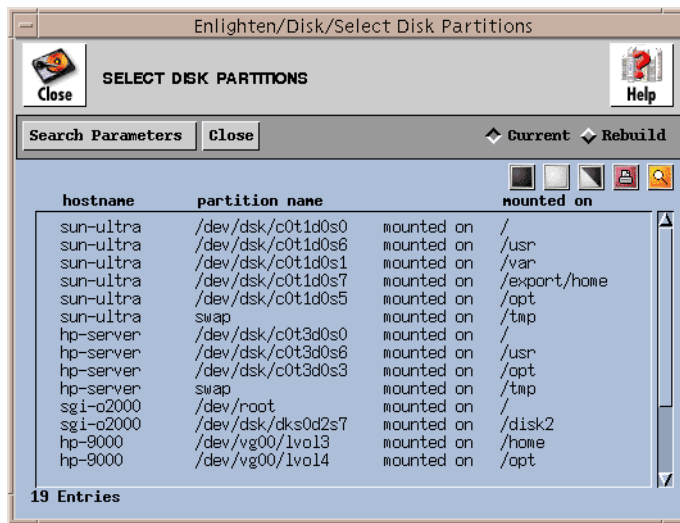 Enlighten/Disk/Select Disk Partitions
Close
SELECT DISK PARTITIONS
Help
Search Parameters Close Current Rebuild
hostname partition name mounted on
sun-ultra /dev/dsk/c0t1d0s0 mounted on /
sun-ultra /dev/dsk/c0t1d0s6 mounted on /usr
sun-ultra /dev/dsk/c0t1d0s1 mounted on /var
sun-ultra /dev/dsk/c0t1d0s7 mounted on /export/home
sun-ultra /dev/dsk/c0t1d0s5 mounted on /opt
sun-ultra swap mounted on /tmp
hp-server /dev/dsk/c0t3d0s0 mounted on /
hp-server /dev/dsk/c0t3d0s6 mounted on /usr
hp-server /dev/dsk/c0t3d0s3 mounted on /opt
hp-server swap mounted on /tmp
sgi-o2000 /dev/root mounted on /
sgi-o2000 /dev/dsk/dks0d2s7 mounted on /disk2
hp-9000 /dev/vg00/lvol3 mounted on /home
hp-9000 /dev/vg00/lvol4 mounted on /opt
19 Entries